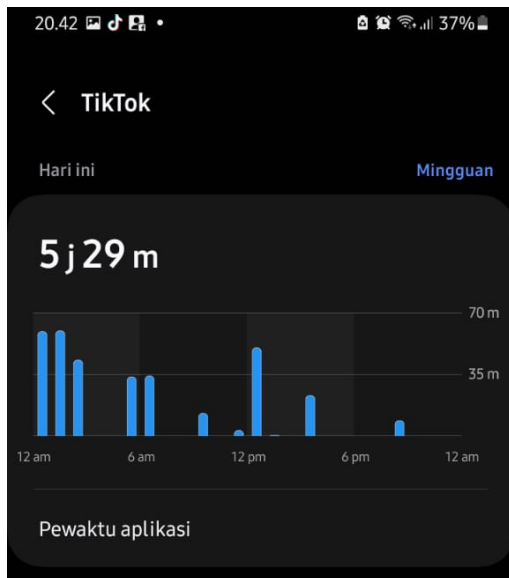 20.42 37%
TikTok
Hari ini Mingguan
5 j 29 m
70 m
35 m
12 am 6 am 12 pm 6 pm 12 am
Pewaktu aplikasi